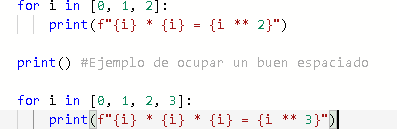 for i in [0, 1, 2]:
    print(f"{i} * {i} = {i ** 2}")
print() #Ejemplo de ocupar un buen espaciado
for i in [0, 1, 2, 3]:
    print(f"{i} * {i} * {i} = {i ** 3}")